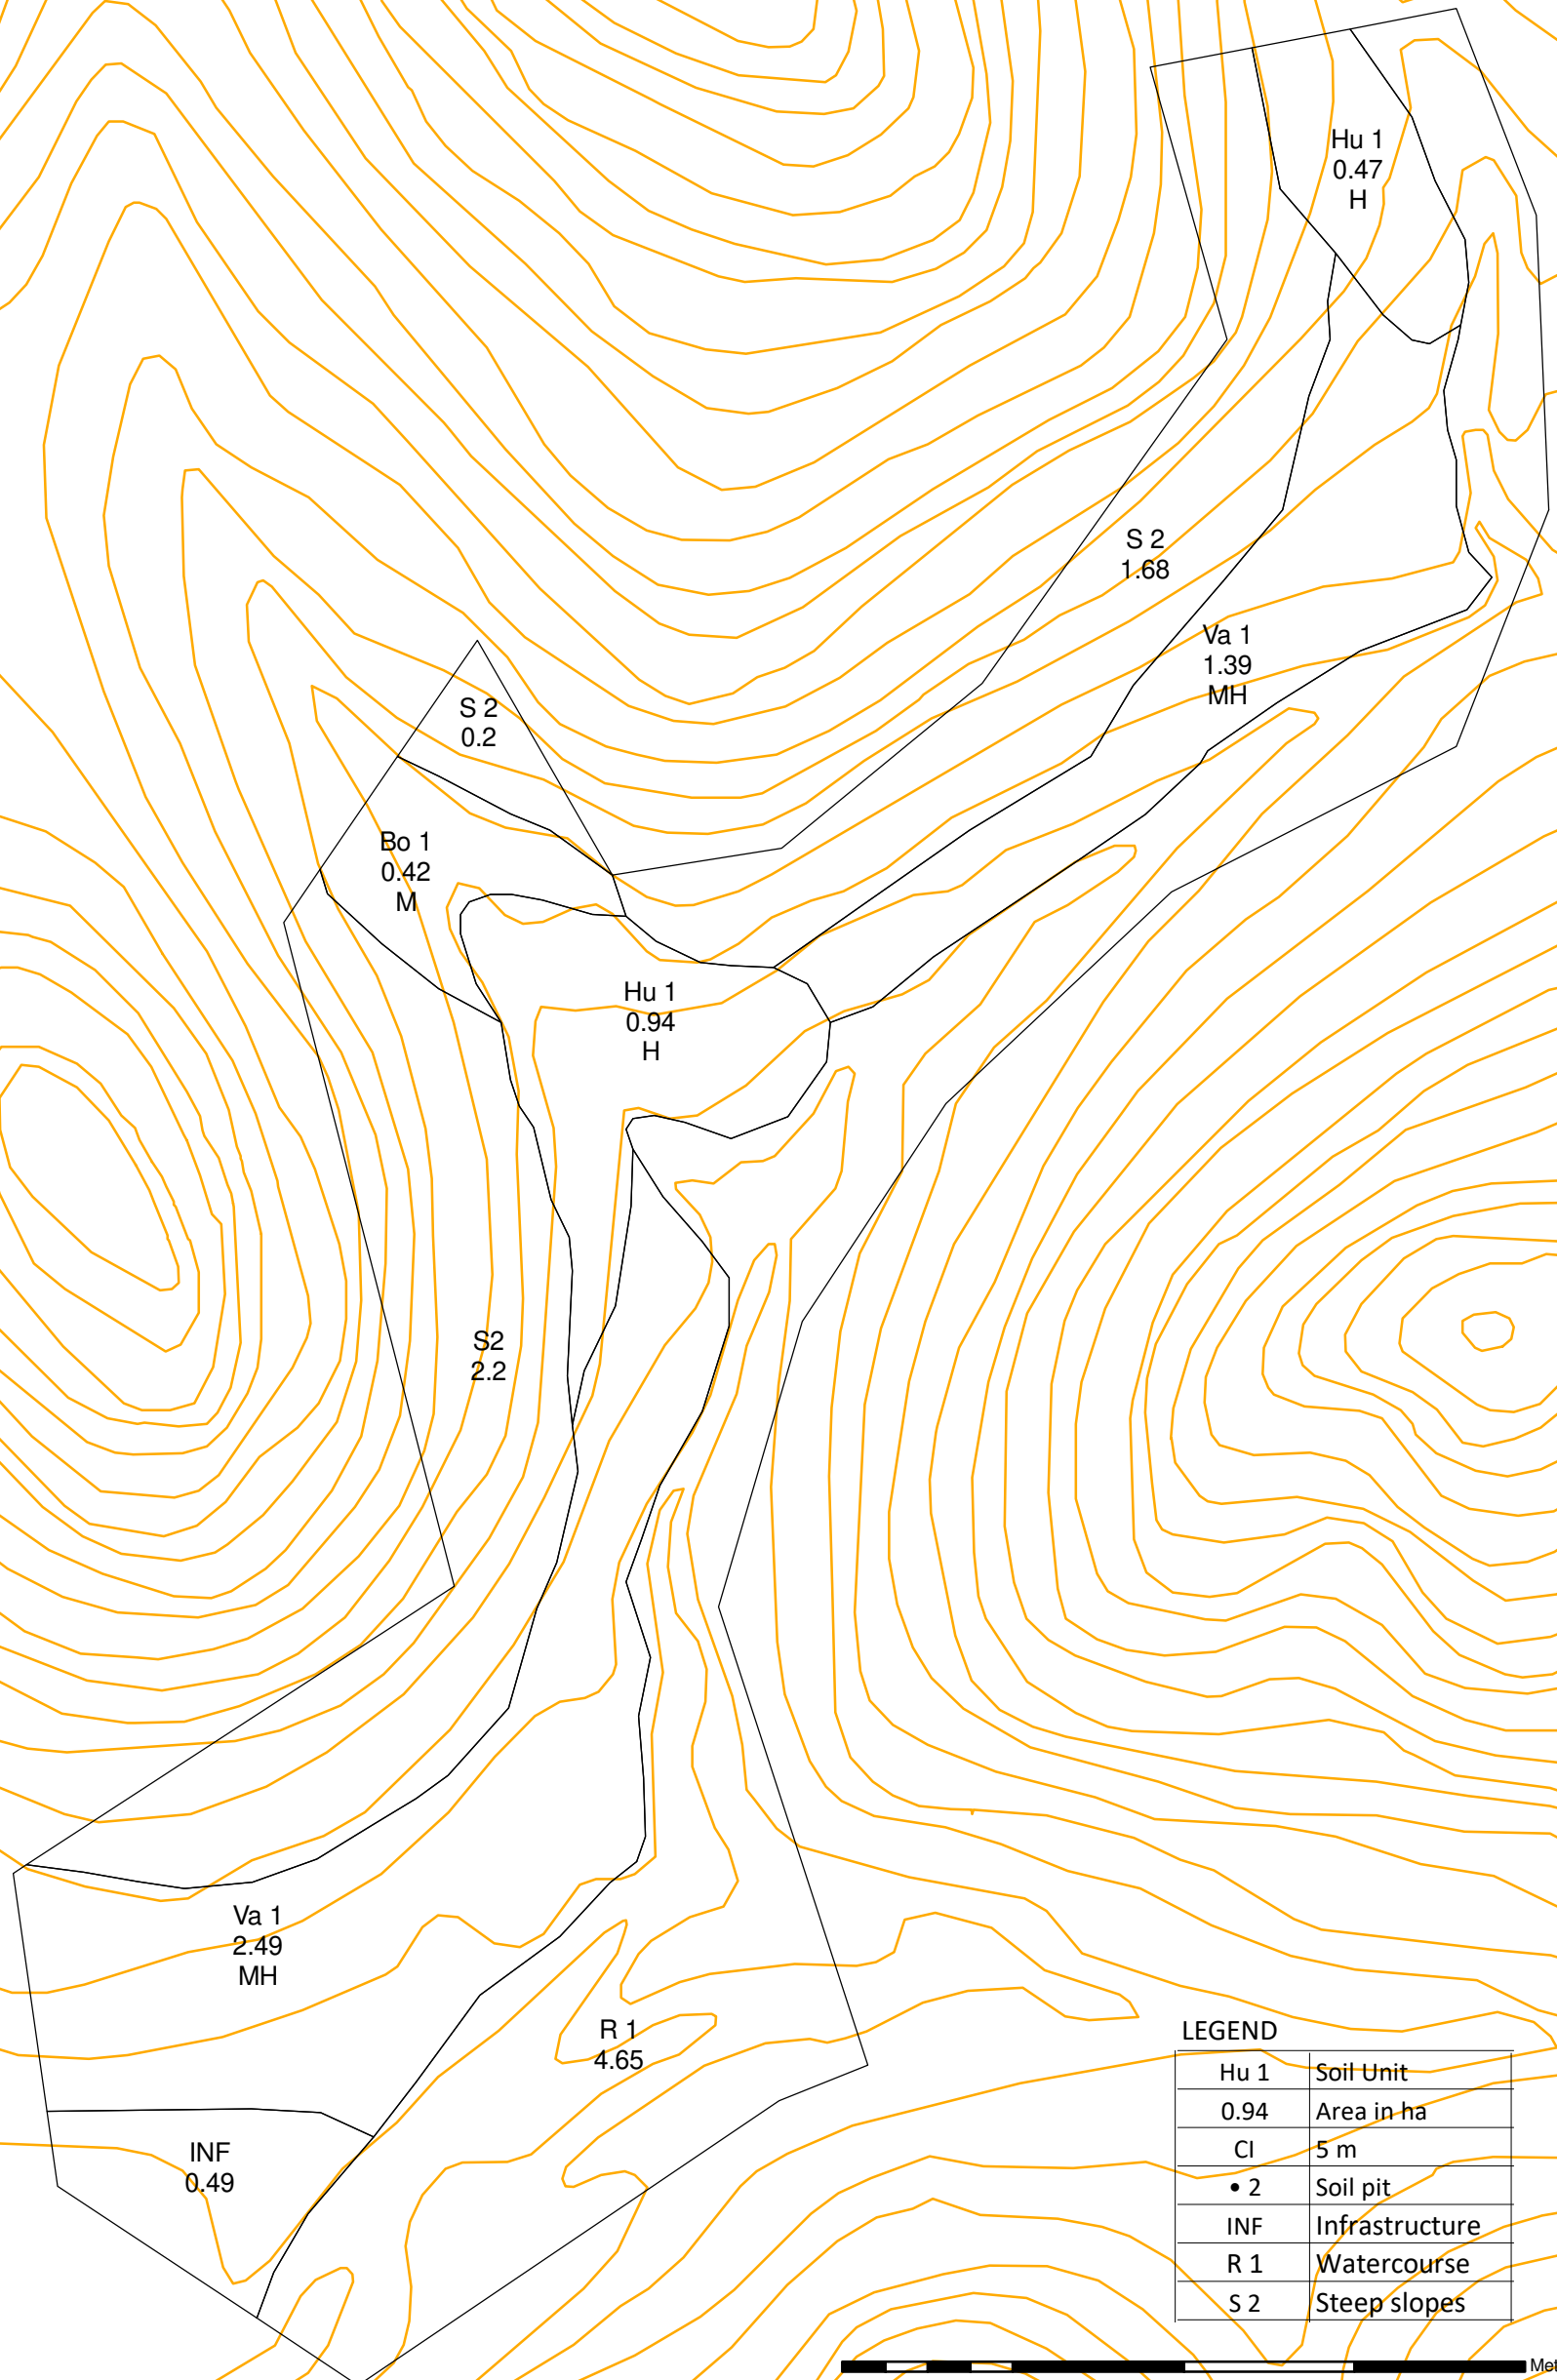 Hu 1
0.47
H
S 2
1.68
Va 1
1.39
MH
S 2
0.2
Bo 1
0.42
M
Hu 1
0.94
H
S2
2.2
Va 1
2.49
MH
R 1
4.65
INF
0.49
LEGEND
Hu 1 Soil Unit
0.94 Area in ha
CI 5 m
• 2 Soil pit
INF Infrastructure
R 1 Watercourse
S 2 Steep slopes
Met